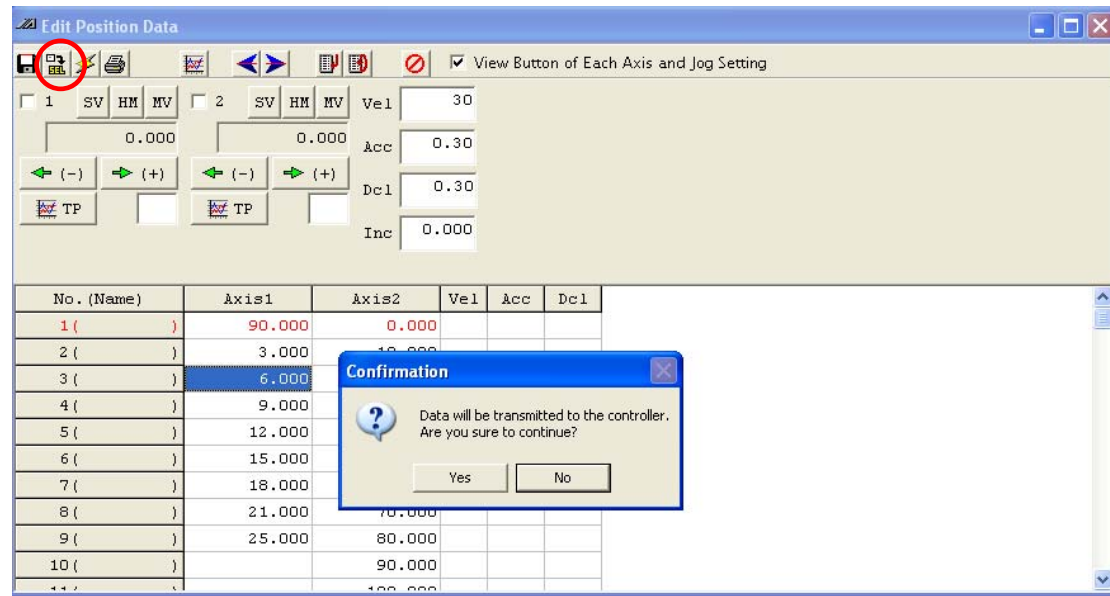 Edit Position Data
SEL
View Button of Each Axis and Jog Setting
1 SV HM MV 2 SV HM MV Vel 30
0.000 0.000 Acc 0.30
(-) (+) (-) (+) Dcl 0.30
TP TP
Inc 0.000
No.(Name) Axis1 Axis2 Vel Acc Dcl
1( ) 90.000 0.000
2( ) 3.000
3( ) 6.000
4( ) 9.000
5( ) 12.000
6( ) 15.000
7( ) 18.000
8( ) 21.000 70.000
9( ) 25.000 80.000
10( ) 90.000
Confirmation
Data will be transmitted to the controller.
Are you sure to continue?
Yes No